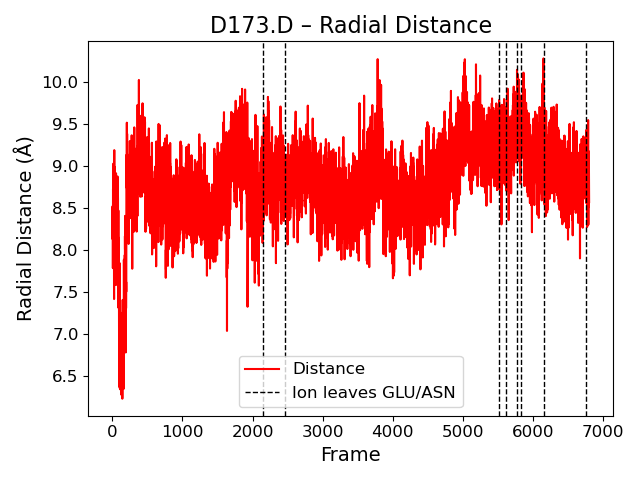 D173.D – Radial Distance
Radial Distance (Å)
10.0
9.5
9.0
8.5
8.0
7.5
7.0
6.5
Distance
Ion leaves GLU/ASN
0 1000 2000 3000 4000 5000 6000 7000
Frame